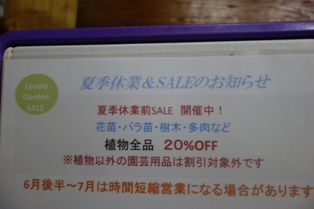 Lovely
Garden
SALE
夏季休業&SALEのお知らせ
夏季休業前SALE 開催中！
花苗・バラ苗・樹木・多肉など
植物全品 20%OFF
※植物以外の園芸用品は割引対象外です
6月後半〜7月は時間短縮営業になる場合があります